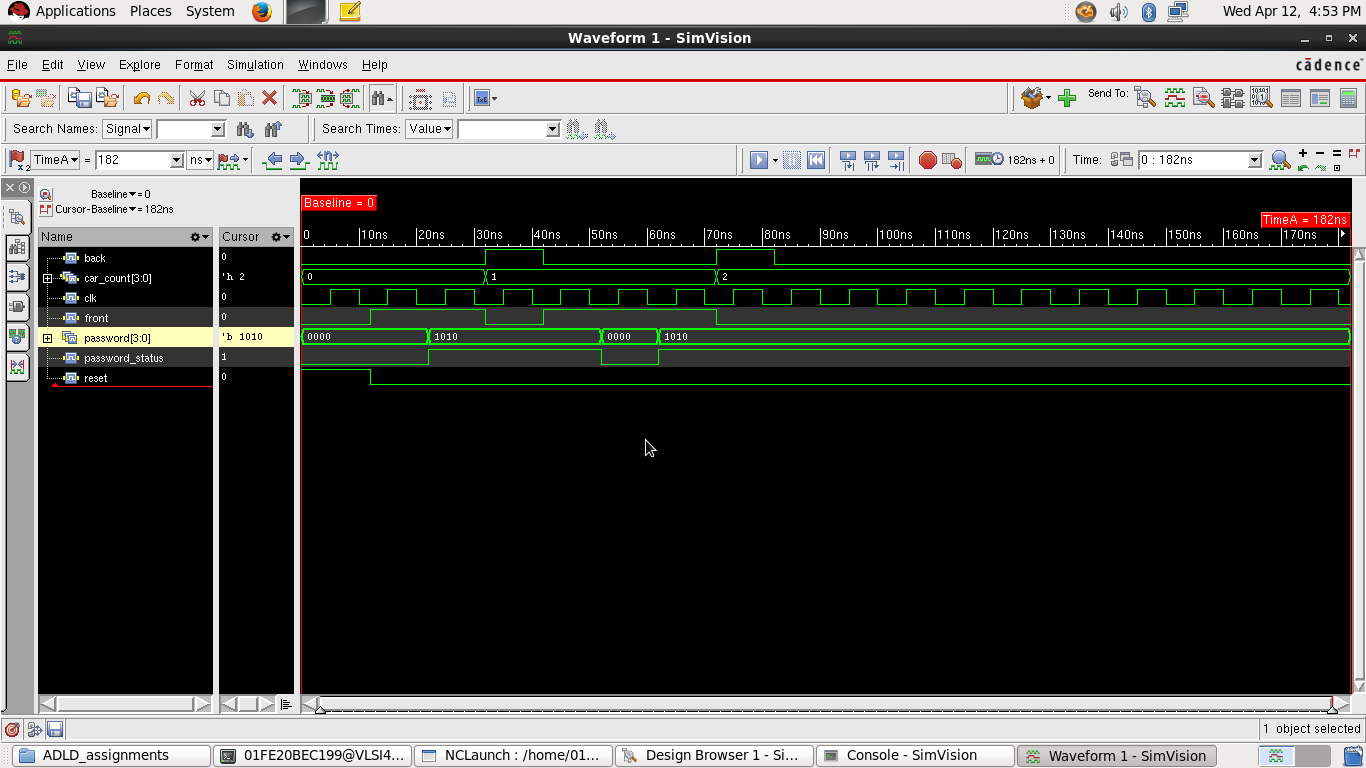 Applications Places System Wed Apr 12, 4:53 PM
Waveform 1 - SimVision
File Edit View Explore Format Simulation Windows Help cādence
Send To:
Search Names: Signal Search Times: Value
TimeA = 182 ns 182ns + 0 Time: 0 : 182ns
Baseline = 0
Cursor-Baseline = 182ns
Baseline = 0
TimeA = 182ns
Name Cursor 0 10ns 20ns 30ns 40ns 50ns 60ns 70ns 80ns 90ns 100ns 110ns 120ns 130ns 140ns 150ns 160ns 170ns
back 0
car_count[3:0] 'h 2 0 1 2
clk 0
front 0
password[3:0] 'b 1010 0000 1010 0000 1010
password_status 1
reset 0
1 object selected
ADLD_assignments 01FE20BEC199@VLSI4... NCLaunch : /home/01... Design Browser 1 - Si... Console - SimVision Waveform 1 - SimVision